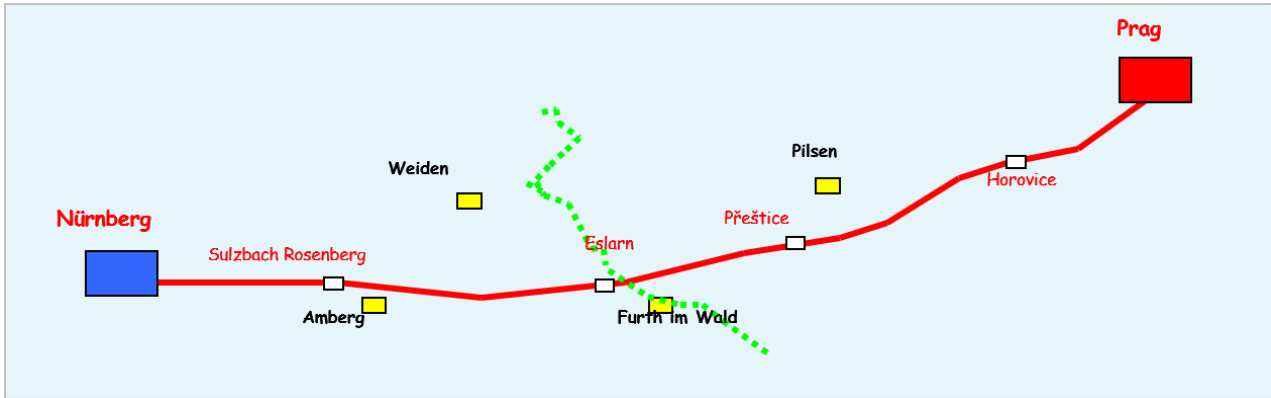 Prag
Pilsen
Weiden
Horovice
Přeštice
Nürnberg
Eslarn
Sulzbach Rosenberg
Amberg
Furth im Wald